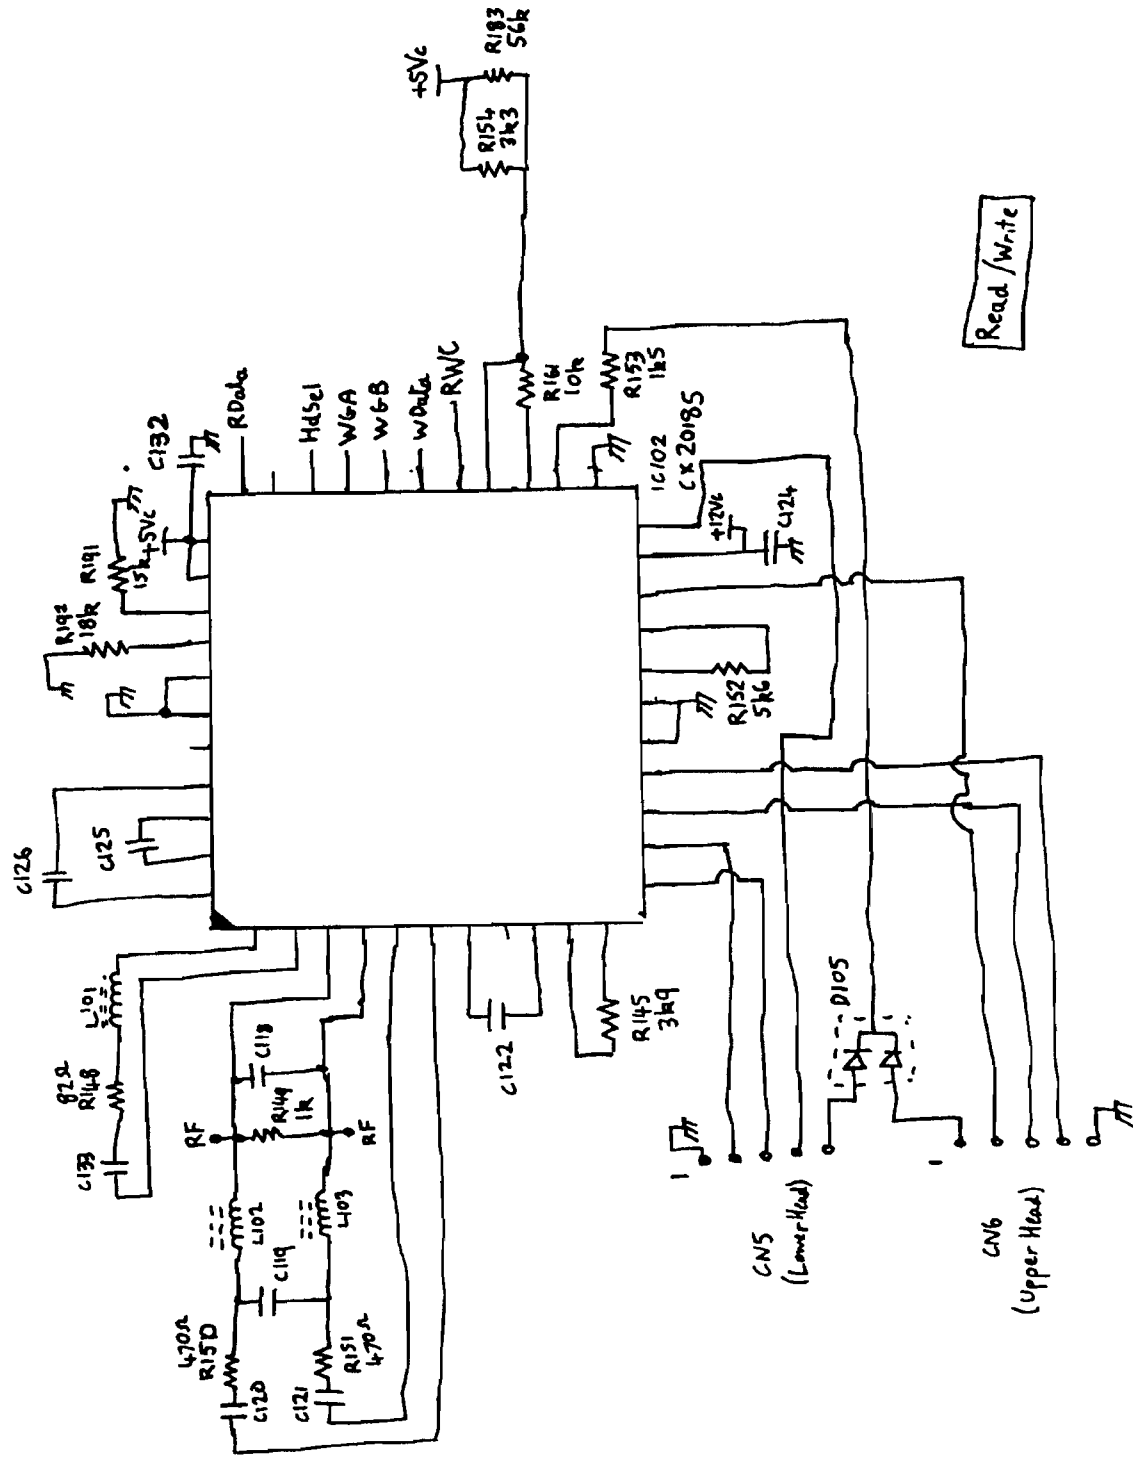 R183
56k
+5Vc
R154
3k3
Read/Write
C132
RData
HdSel
WGA
WGB
WData
RWC
R161
10k
R153
1k5
IC102
CX20185
R191
15k
+5Vc
R192
18k
+12Vc
C124
R152
5k6
C126
C125
L101
82Ω
R148
C133
C118
R149
1k
RF
RF
L102
L103
C119
470Ω
R150
C120
R151
470Ω
C121
C122
R145
3k9
D105
1
CN5
(Lower Head)
1
CN6
(Upper Head)